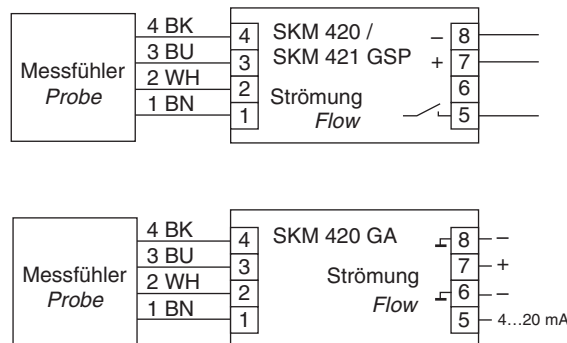 4 BK
3 BU
2 WH
1 BN
Messfühler
Probe
4
3
2
1
SKM 420 /
SKM 421 GSP
Strömung
Flow
– 8
+ 7
6
5
4 BK
3 BU
2 WH
1 BN
Messfühler
Probe
4
3
2
1
SKM 420 GA
Strömung
Flow
8 –
7 +
6 –
5 4...20 mA